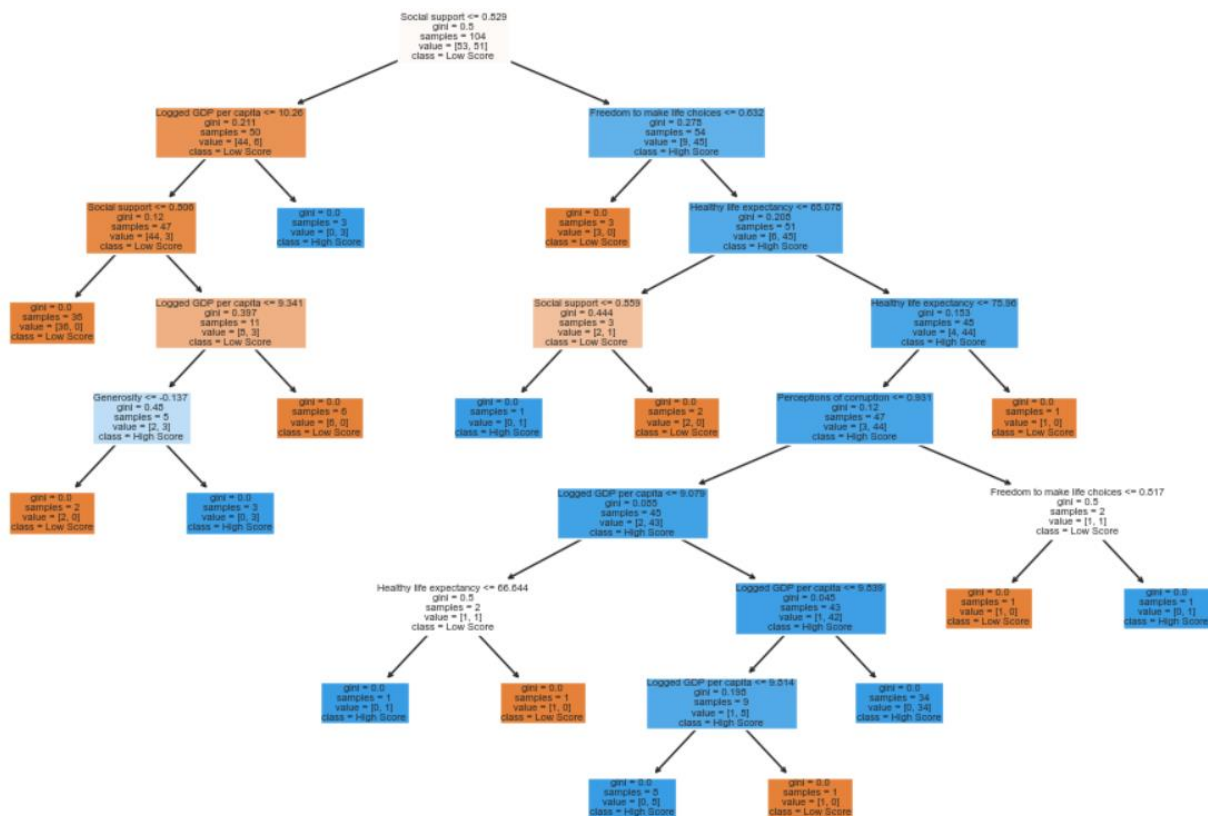 Social support <= 0.829
gini = 0.5
samples = 104
value = [53, 51]
class = Low Score
Logged GDP per capita <= 10.26
gini = 0.211
samples = 50
value = [44, 6]
class = Low Score
Freedom to make life choices <= 0.632
gini = 0.278
samples = 54
value = [9, 45]
class = High Score
Social support <= 0.806
gini = 0.12
samples = 47
value = [44, 3]
class = Low Score
gini = 0.0
samples = 3
value = [0, 3]
class = High Score
gini = 0.0
samples = 3
value = [3, 0]
class = Low Score
Healthy life expectancy <= 65.078
gini = 0.208
samples = 51
value = [6, 45]
class = High Score
gini = 0.0
samples = 36
value = [36, 0]
class = Low Score
Logged GDP per capita <= 9.341
gini = 0.397
samples = 11
value = [8, 3]
class = Low Score
Social support <= 0.859
gini = 0.444
samples = 3
value = [2, 1]
class = Low Score
Healthy life expectancy <= 75.96
gini = 0.153
samples = 48
value = [4, 44]
class = High Score
Generosity <= -0.137
gini = 0.48
samples = 5
value = [2, 3]
class = High Score
gini = 0.0
samples = 6
value = [6, 0]
class = Low Score
gini = 0.0
samples = 1
value = [0, 1]
class = High Score
gini = 0.0
samples = 2
value = [2, 0]
class = Low Score
Perceptions of corruption <= 0.931
gini = 0.12
samples = 47
value = [3, 44]
class = High Score
gini = 0.0
samples = 1
value = [1, 0]
class = Low Score
gini = 0.0
samples = 2
value = [2, 0]
class = Low Score
gini = 0.0
samples = 3
value = [0, 3]
class = High Score
Logged GDP per capita <= 9.079
gini = 0.085
samples = 45
value = [2, 43]
class = High Score
Freedom to make life choices <= 0.817
gini = 0.5
samples = 2
value = [1, 1]
class = Low Score
Healthy life expectancy <= 66.644
gini = 0.5
samples = 2
value = [1, 1]
class = Low Score
Logged GDP per capita <=
gini = 0.045
samples = 43
value = [1, 42]
class = High Score
gini = 0.0
samples = 1
value = [1, 0]
class = Low Score
gini = 0.0
samples = 1
value = [0, 1]
class = High Score
gini = 0.0
samples = 1
value = [0, 1]
class = High Score
gini = 0.0
samples = 1
value = [1, 0]
class = Low Score
Logged GDP per capita <=
gini = 0.198
samples = 9
value = [1, 8]
class = High Score
gini = 0.0
samples = 34
value = [0, 34]
class = High Score
gini = 0.0
samples = 8
value = [0, 8]
class = High Score
gini = 0.0
samples = 1
value = [1, 0]
class = Low Score